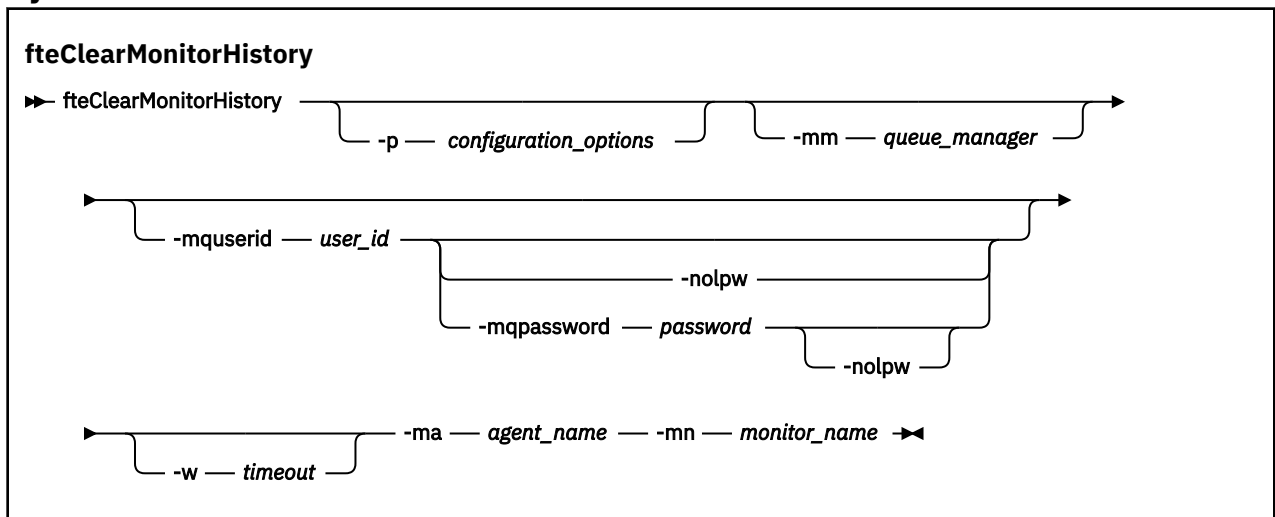 fteClearMonitorHistory
fteClearMonitorHistory
-p configuration_options -mm queue_manager
-mquserid user_id
-nolpw
-mqpassword password
-nolpw
-ma agent_name -mn monitor_name
-w timeout